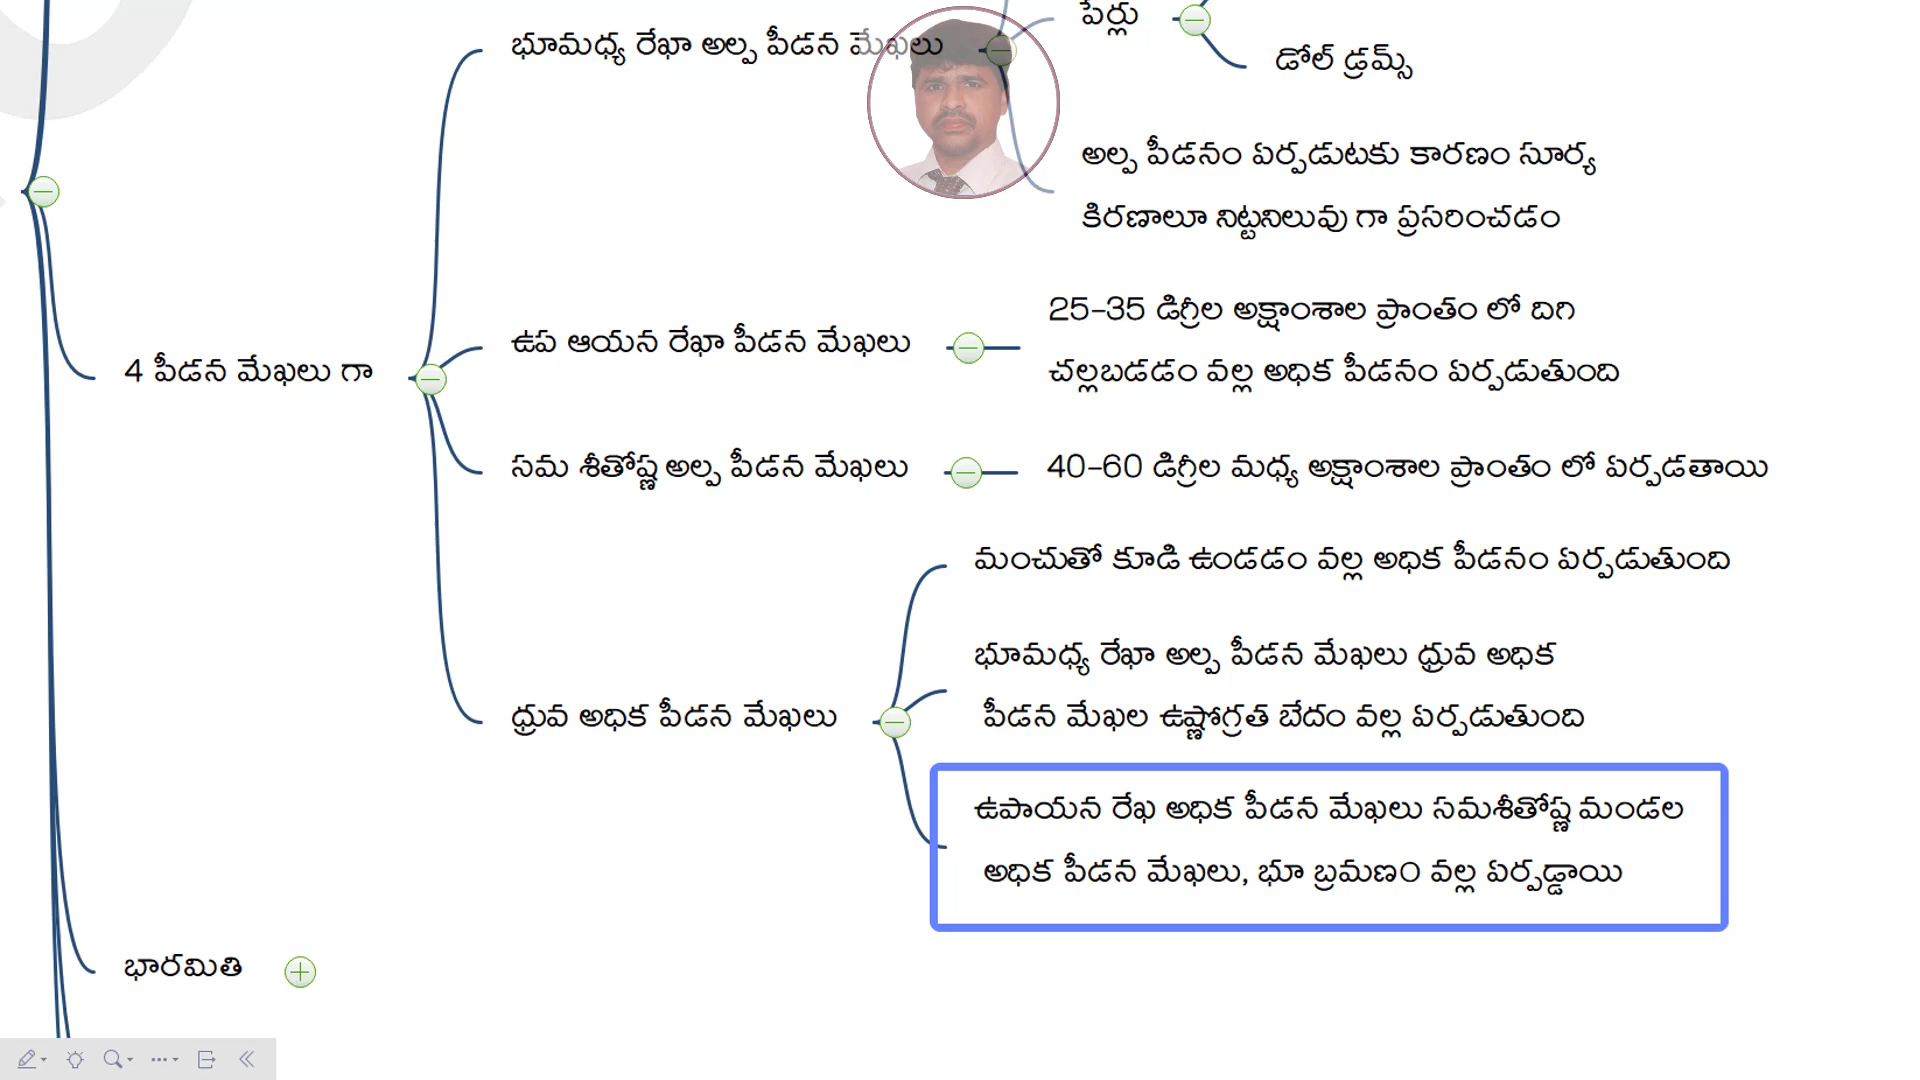 పేర్లు
భూమధ్య రేఖా అల్ప పీడన మేఖలు
డోల్ డ్రమ్స్
అల్ప పీడనం ఏర్పడుటకు కారణం సూర్య
కిరణాలూ నిట్టనిలువు గా ప్రసరించడం
25-35 డిగ్రీల అక్షాంశాల ప్రాంతం లో దిగి
ఉప ఆయన రేఖా పీడన మేఖలు
చల్లబడడం వల్ల అధిక పీడనం ఏర్పడుతుంది
4 పీడన మేఖలు గా
సమ శీతోష్ణ అల్ప పీడన మేఖలు
40-60 డిగ్రీల మధ్య అక్షాంశాల ప్రాంతం లో ఏర్పడతాయి
మంచుతో కూడి ఉండడం వల్ల అధిక పీడనం ఏర్పడుతుంది
భూమధ్య రేఖా అల్ప పీడన మేఖలు ధ్రువ అధిక
పీడన మేఖల ఉష్ణోగ్రత బేదం వల్ల ఏర్పడుతుంది
ధ్రువ అధిక పీడన మేఖలు
ఉపాయన రేఖ అధిక పీడన మేఖలు సమశీతోష్ణ మండల
అధిక పీడన మేఖలు, భూ బ్రమణం వల్ల ఏర్పడ్డాయి
భారమితి